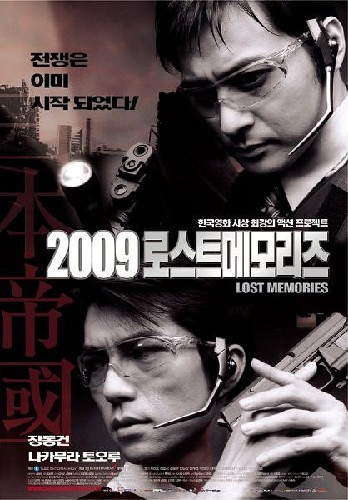 전쟁은
이미
시작 되었다!
한국영화 사상 최강의 액션 프로젝트
2009 로스트메모리즈
LOST MEMORIES
本帝國
장동건
나카무라 토오루